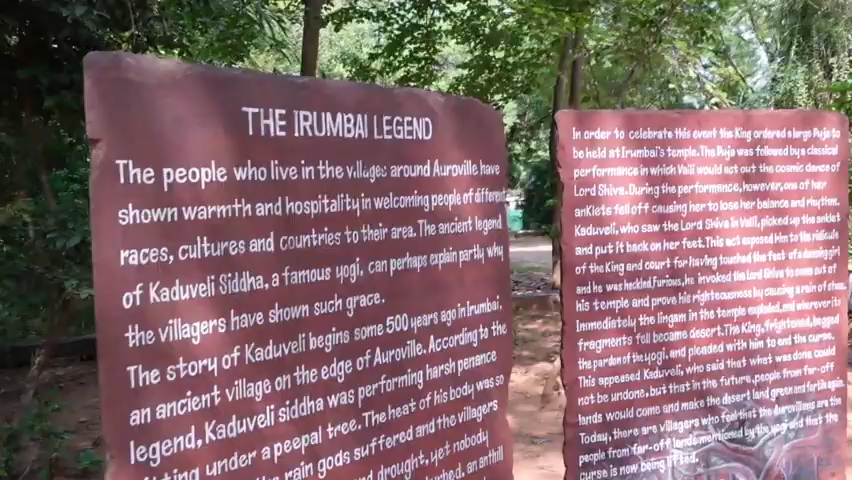 THE IRUMBAI LEGEND
The people who live in the villages around Auroville have
shown warmth and hospitality in welcoming people of different
races, cultures and countries to their area. The ancient legend
of Kaduveli Siddha, a famous yogi, can perhaps explain partly why
the villagers have shown such grace.
The story of Kaduveli begins some 500 years ago in Irumbai,
an ancient village on the edge of Auroville. According to the
legend, Kaduveli siddha was performing harsh penance
under a peepal tree. The heat of his body was so
rain gods suffered and the villagers
and drought, yet nobody
an anthill
In order to celebrate this event the King ordered a large Puja to
be held at Irumbai's temple. The Puja was followed by a classical
performance in which Valli would act out the cosmic dance of
Lord Shiva. During the performance, however, one of her
anklets fell off causing her to lose her balance and rhythm.
Kaduveli, who saw the Lord Shiva in Valli, picked up the anklet
and put it back on her feet. This act exposed him to the ridicule
of the King and court for having touched the feet of a dancing girl
and he was heckled. Furious, he invoked the Lord Shiva to come out of
his temple and prove his righteousness by causing a rain of stones.
Immediately the lingam in the temple exploded, and wherever its
fragments fell became desert. The King, frightened, begged
the pardon of the yogi, and pleaded with him to end the curse.
This appeased Kaduveli, who said that what was done could
not be undone, but that in the future, people from far-off
lands would come and make the desert land green and fertile again.
Today, there are villagers who feel that the Aurovilians are the
people from far-off lands mentioned by the yogi and that the
curse is now being lifted.